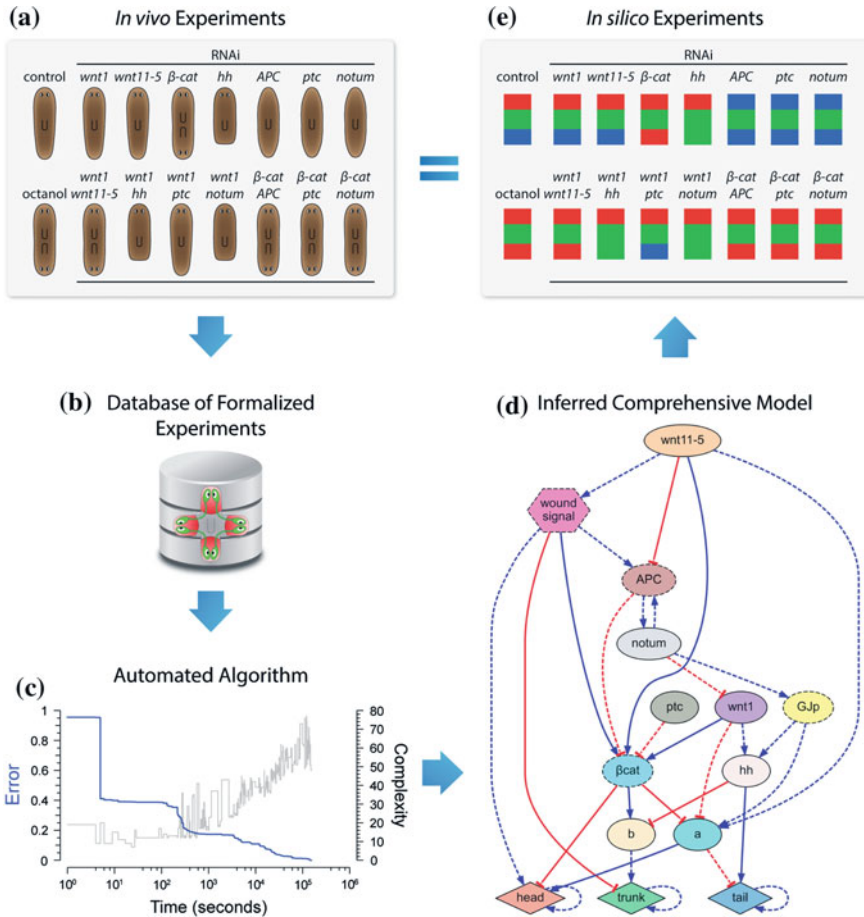 (a)
In vivo Experiments
RNAi
control wnt1 wnt11-5 β-cat hh APC ptc notum
wnt1 wnt1 wnt1 wnt1 β-cat β-cat β-cat
octanol wnt11-5 hh ptc notum APC ptc notum
(e)
In silico Experiments
RNAi
control wnt1 wnt11-5 β-cat hh APC ptc notum
wnt1 wnt1 wnt1 wnt1 β-cat β-cat β-cat
octanol wnt11-5 hh ptc notum APC ptc notum
(b)
Database of Formalized
Experiments
(c)
Automated Algorithm
Error
1
0.8
0.6
0.4
0.2
0
80
70
60
50
40
30
20
10
0
Complexity
10⁰ 10¹ 10² 10³ 10⁴ 10⁵ 10⁶
Time (seconds)
(d)
Inferred Comprehensive Model
wnt11-5
wound
signal
APC
notum
ptc wnt1 GJp
βcat hh
b a
head trunk tail